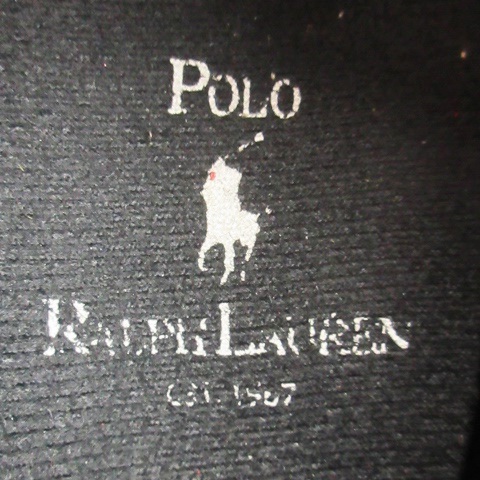 POLO
RALPH LAUREN
EST. 1967